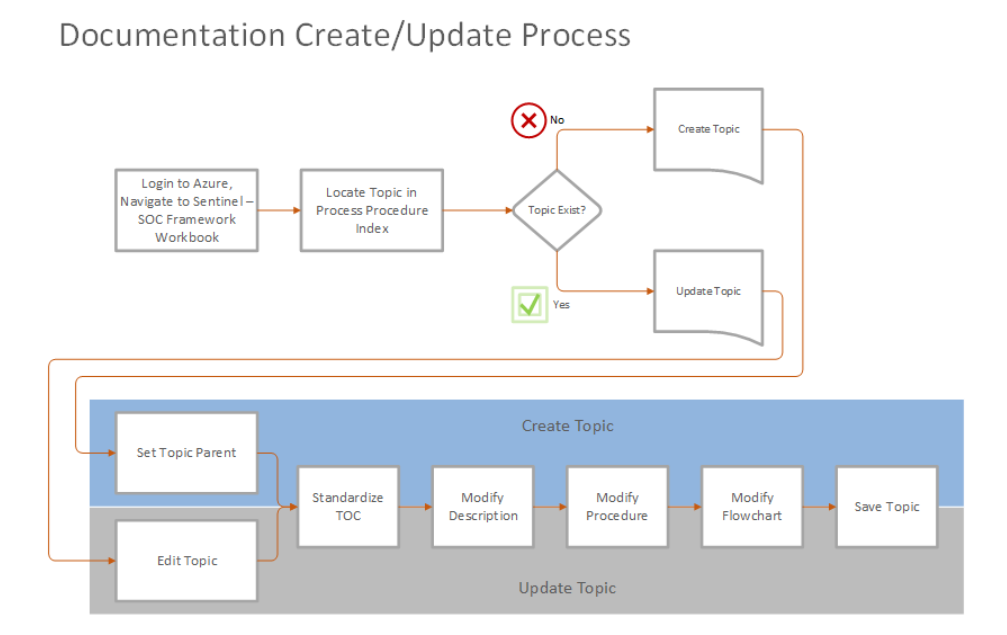 Documentation Create/Update Process
No
Create Topic
Login to Azure,
Navigate to Sentinel –
SOC Framework
Workbook
Locate Topic in
Process Procedure
Index
Topic Exist?
Yes
Update Topic
Create Topic
Set Topic Parent
Standardize
TOC
Modify
Description
Modify
Procedure
Modify
Flowchart
Save Topic
Edit Topic
Update Topic